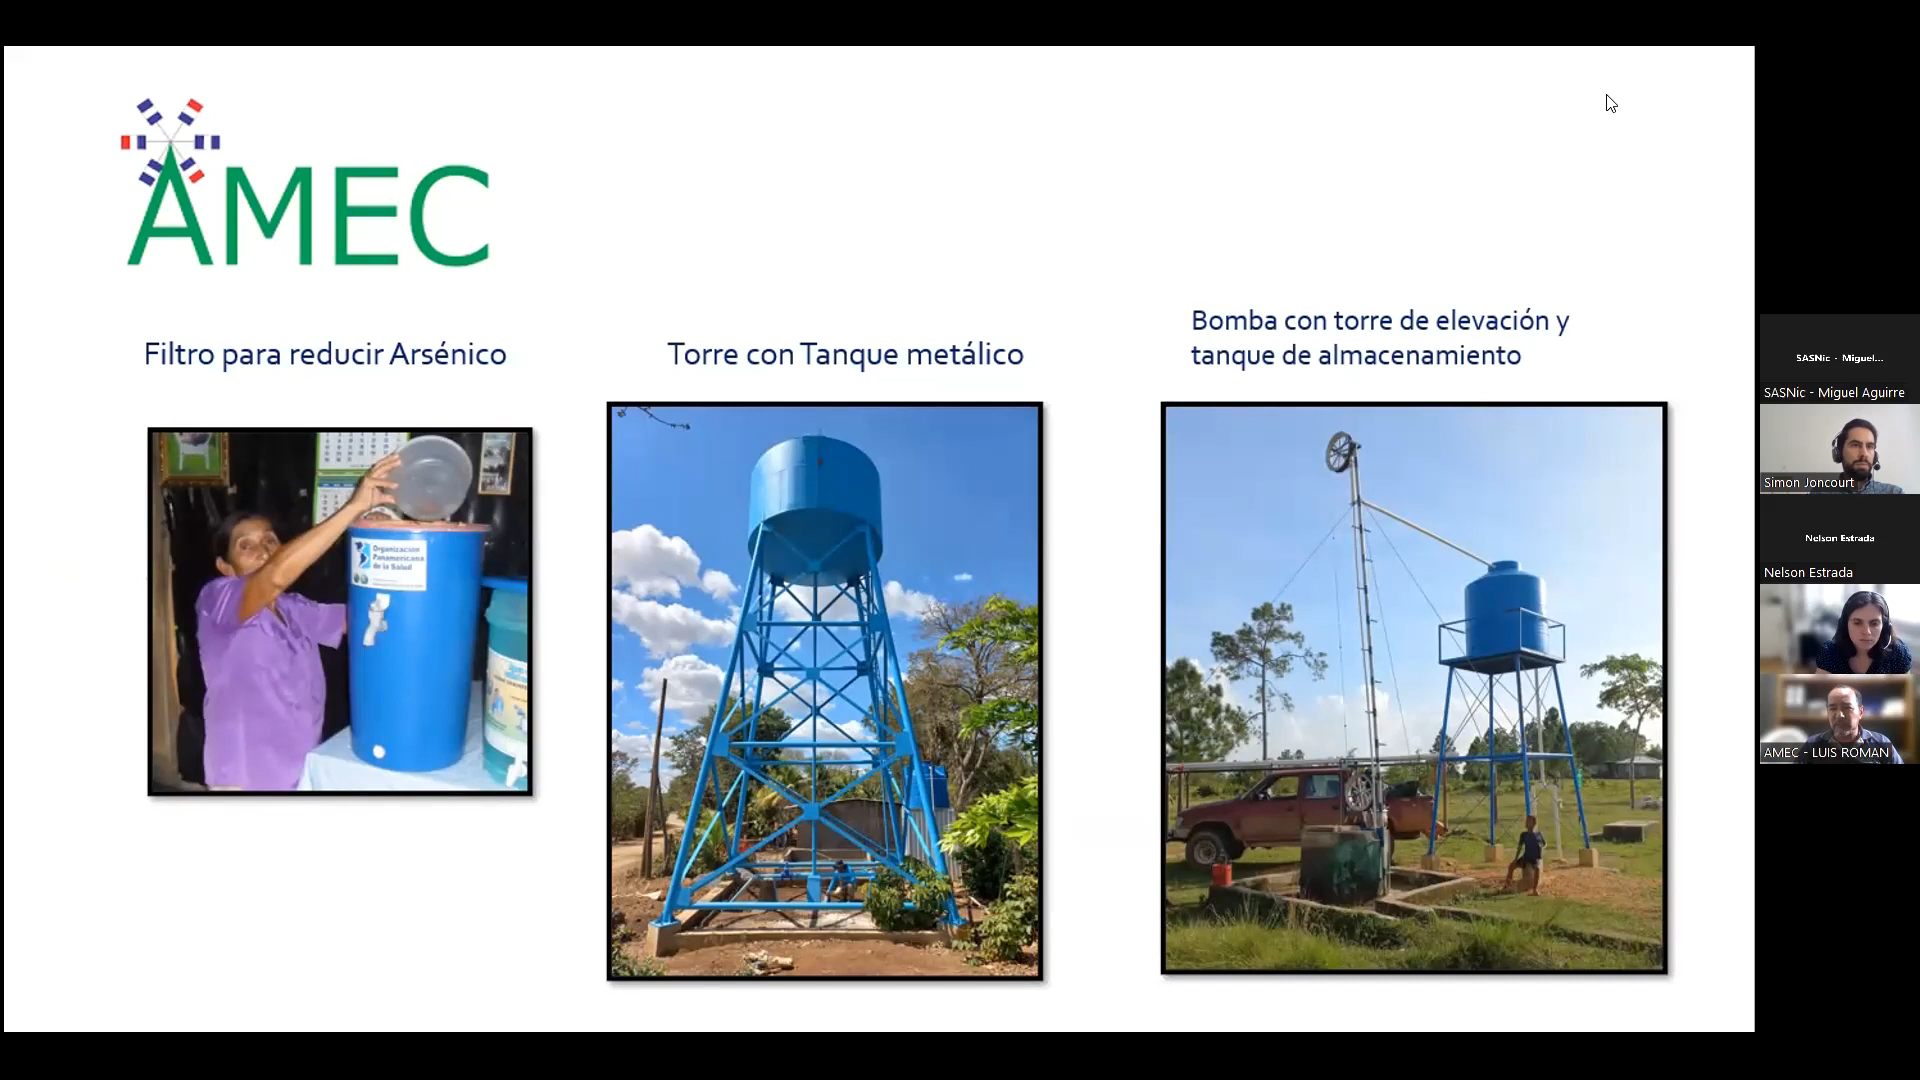 AMEC
Filtro para reducir Arsénico
Torre con Tanque metálico
Bomba con torre de elevación y
tanque de almacenamiento
Organización
Panamericana
de la Salud
SASNic - Miguel...
SASNic - Miguel Aguirre
Simon Joncourt
Nelson Estrada
Nelson Estrada
AMEC - LUIS ROMAN